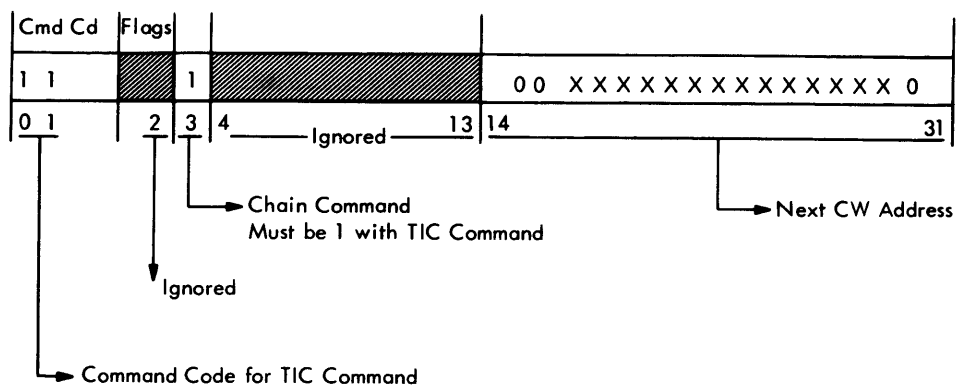 Cmd Cd Flags
1 1 1 0 0 X X X X X X X X X X X X X X X 0
0 1 2 3 4 Ignored 13 14 31
Chain Command Next CW Address
Must be 1 with TIC Command
Ignored
Command Code for TIC Command